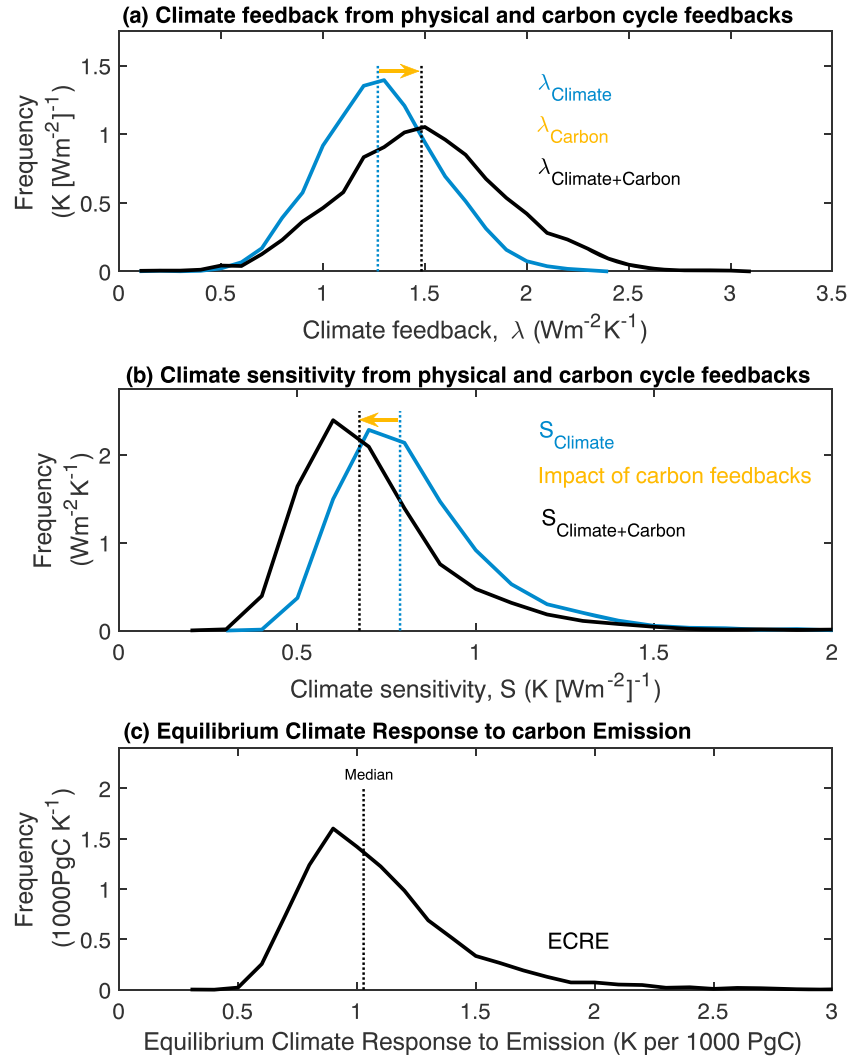 (a) Climate feedback from physical and carbon cycle feedbacks
1.5
1
0.5
0
Frequency
(K [Wm⁻²]⁻¹)
λClimate
λCarbon
λClimate+Carbon
0 0.5 1 1.5 2 2.5 3 3.5
Climate feedback, λ (Wm⁻²K⁻¹)
(b) Climate sensitivity from physical and carbon cycle feedbacks
2
1
0
Frequency
(Wm⁻²K⁻¹)
SClimate
Impact of carbon feedbacks
SClimate+Carbon
0 0.5 1 1.5 2
Climate sensitivity, S (K [Wm⁻²]⁻¹)
(c) Equilibrium Climate Response to carbon Emission
2
1.5
1
0.5
0
Frequency
(1000PgC K⁻¹)
Median
ECRE
0 0.5 1 1.5 2 2.5 3
Equilibrium Climate Response to Emission (K per 1000 PgC)